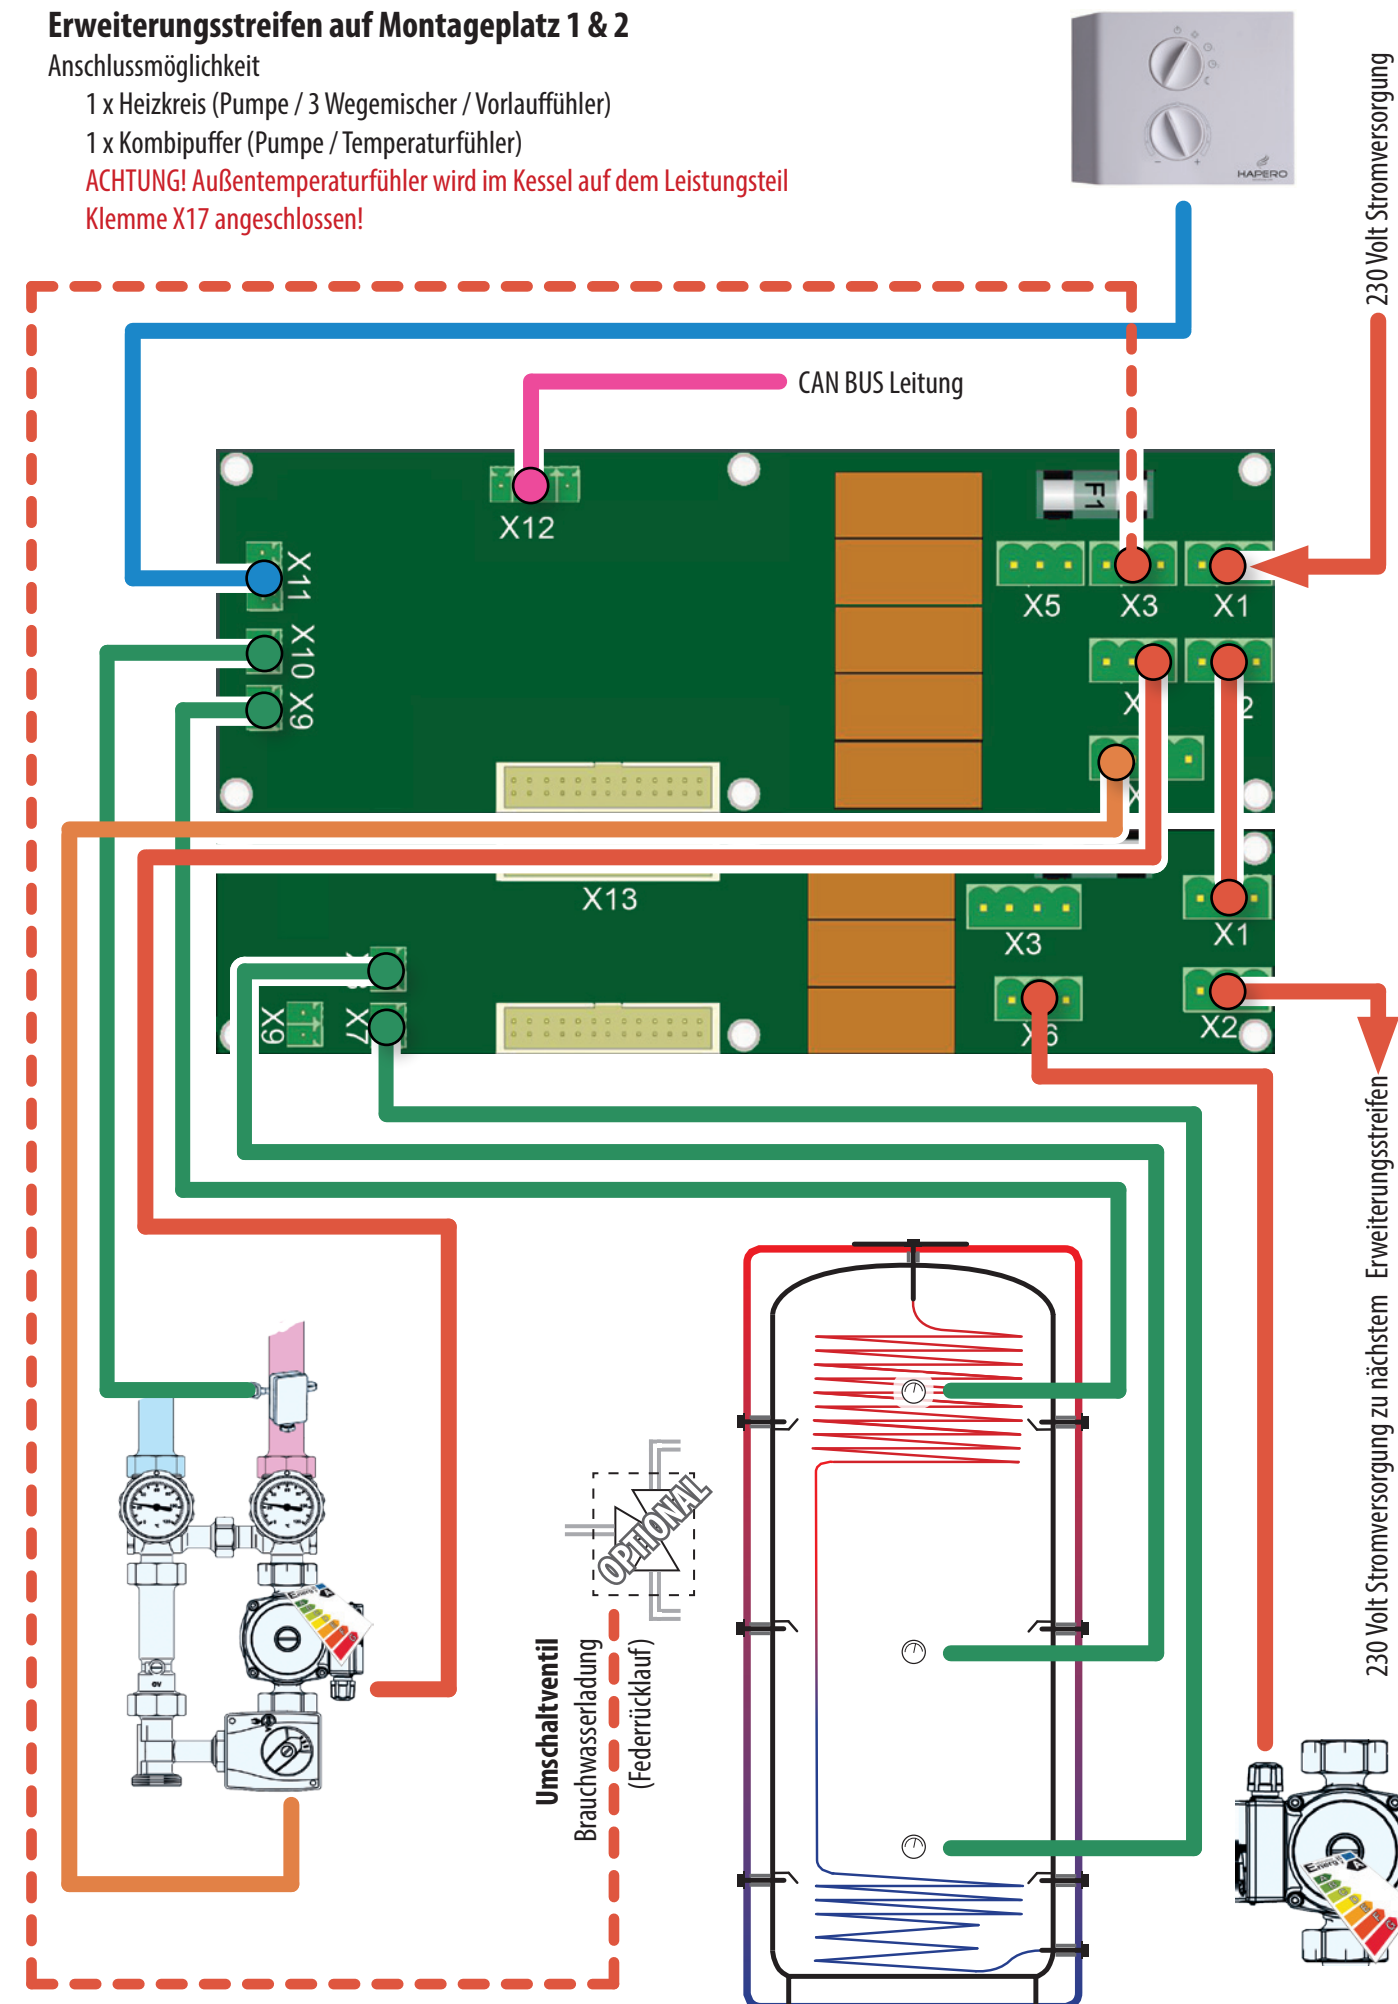 Erweiterungsstreifen auf Montageplatz 1 & 2
Anschlussmöglichkeit
1 x Heizkreis (Pumpe / 3 Wegemischer / Vorlauffühler)
1 x Kombipuffer (Pumpe / Temperaturfühler)
ACHTUNG! Außentemperaturfühler wird im Kessel auf dem Leistungsteil
Klemme X17 angeschlossen!
HAPERO
230 Volt Stromversorgung
CAN BUS Leitung
F1
X12
X11
X10
X9
X5
X3
X1
X
2
X
X13
X3
X1
X9
X7
X6
X2
230 Volt Stromversorgung zu nächstem Erweiterungsstreifen
OPTIONAL
Umschaltventil
Brauchwasserladung
(Federrücklauf)